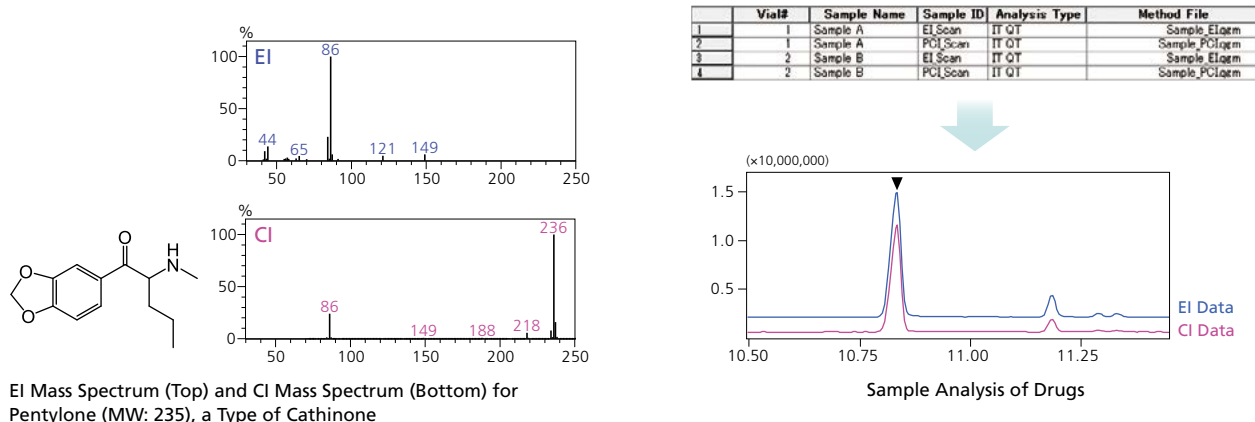 %
EI
100
50
0
86
44
65
121
149
50
100
150
200
250
%
CI
100
50
0
236
86
149
188
218
50
100
150
200
250
O
H
N
O
O
EI Mass Spectrum (Top) and CI Mass Spectrum (Bottom) for
Pentylone (MW: 235), a Type of Cathinone
Vial# Sample Name Sample ID Analysis Type Method File
1 1 Sample A EI_Scan IT QT Sample_EI.qgm
2 1 Sample A PCI_Scan IT QT Sample_PCI.qgm
3 2 Sample B EI_Scan IT QT Sample_EI.qgm
4 2 Sample B PCI_Scan IT QT Sample_PCI.qgm
(×10,000,000)
1.5
1.0
0.5
EI Data
CI Data
10.50 10.75 11.00 11.25
Sample Analysis of Drugs